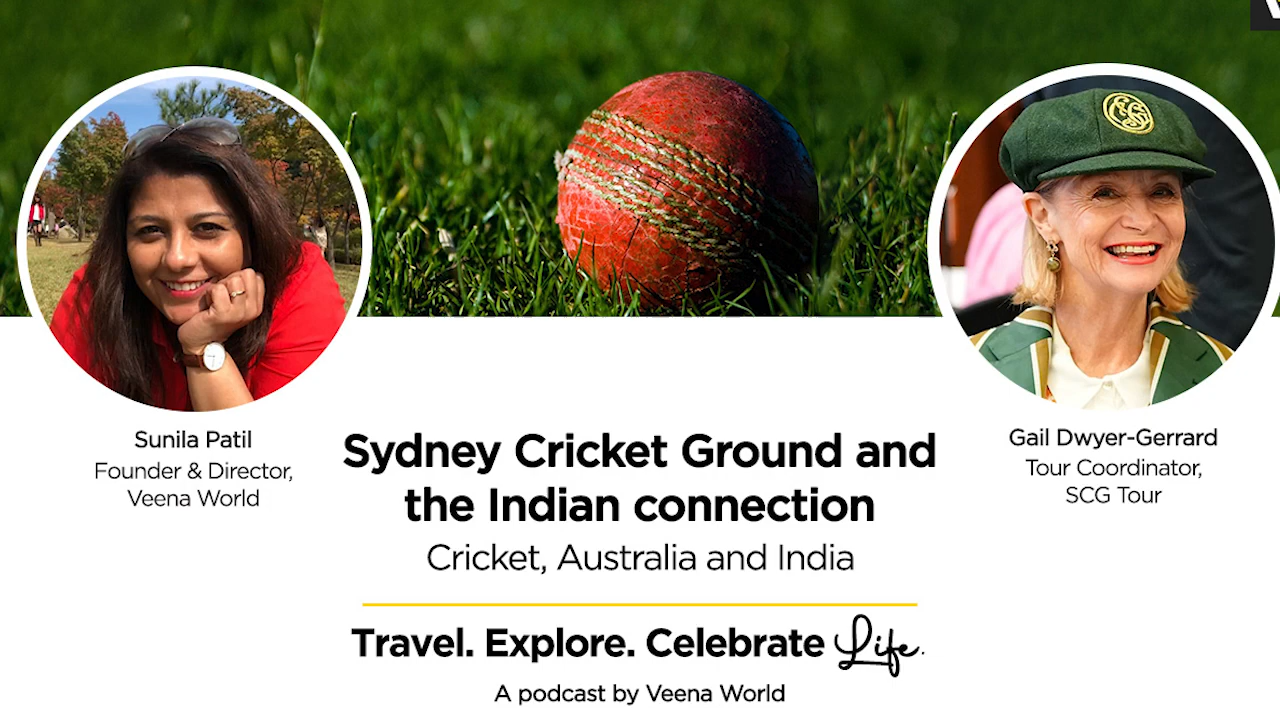 Sunila Patil
Founder & Director,
Veena World
Gail Dwyer-Gerrard
Tour Coordinator,
SCG Tour
Sydney Cricket Ground and
the Indian connection
Cricket, Australia and India
Travel. Explore. Celebrate Life.
A podcast by Veena World